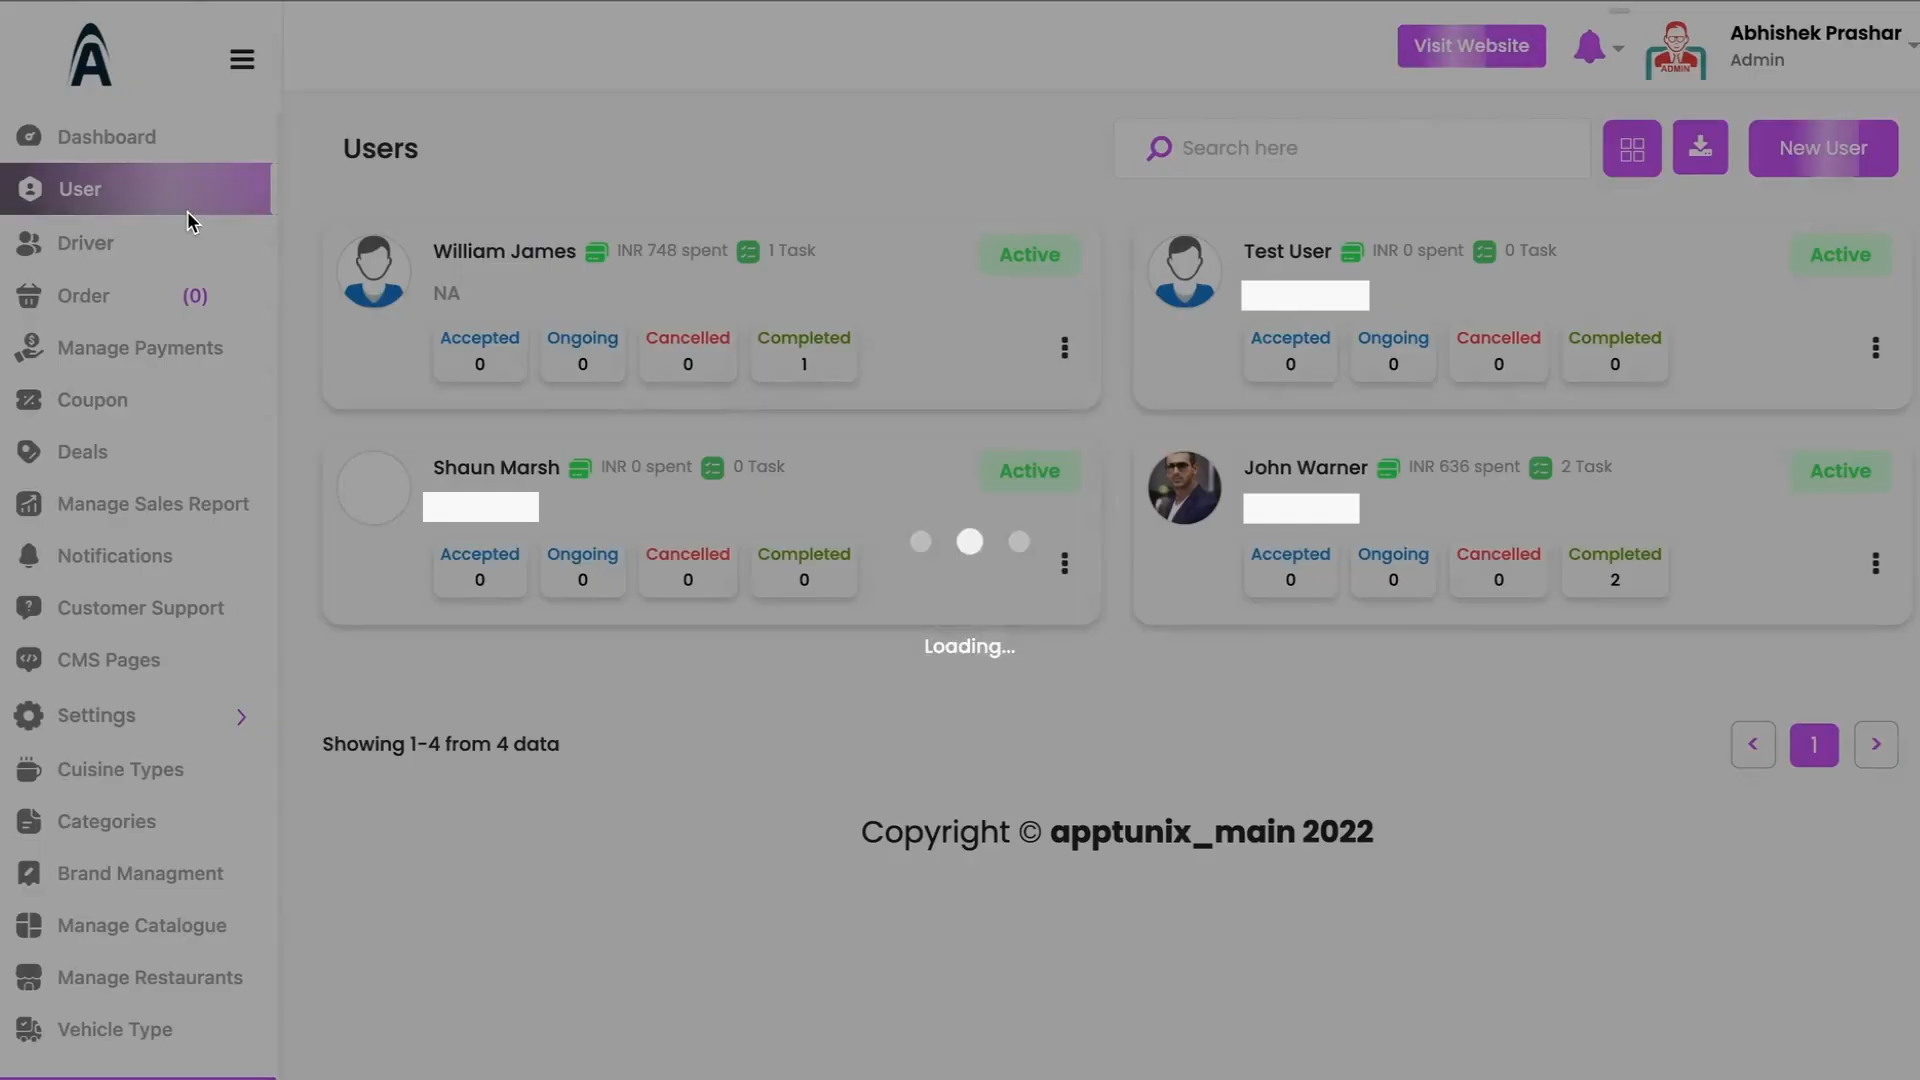 Visit Website
Abhishek Prashar
Admin
ADMIN
Dashboard
User
Driver
Order (0)
Manage Payments
Coupon
Deals
Manage Sales Report
Notifications
Customer Support
CMS Pages
Settings
Cuisine Types
Categories
Brand Managment
Manage Catalogue
Manage Restaurants
Vehicle Type
Users
Search here
New User
William James INR 748 spent 1 Task
Active
NA
Accepted Ongoing Cancelled Completed
0 0 0 1
Test User INR 0 spent 0 Task
Active
Accepted Ongoing Cancelled Completed
0 0 0 0
Shaun Marsh INR 0 spent 0 Task
Active
Accepted Ongoing Cancelled Completed
0 0 0 0
John Warner INR 636 spent 2 Task
Active
Accepted Ongoing Cancelled Completed
0 0 0 2
Loading...
Showing 1-4 from 4 data
< 1 >
Copyright © apptunix_main 2022